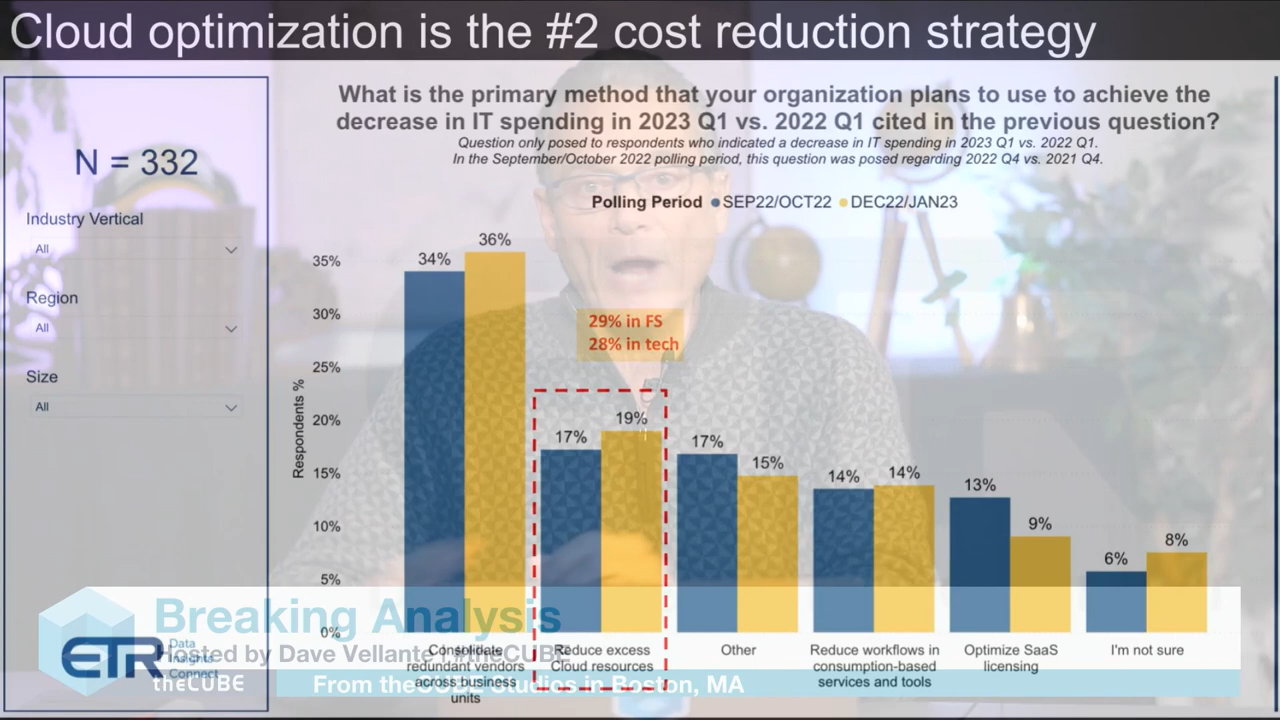 Cloud optimization is the #2 cost reduction strategy
N = 332
Industry Vertical
All
Region
All
Size
All
What is the primary method that your organization plans to use to achieve the
decrease in IT spending in 2023 Q1 vs. 2022 Q1 cited in the previous question?
Question only posed to respondents who indicated a decrease in IT spending in 2023 Q1 vs. 2022 Q1.
In the September/October 2022 polling period, this question was posed regarding 2022 Q4 vs. 2021 Q4.
Polling Period SEP22/OCT22 DEC22/JAN23
Respondents %
35%
30%
25%
20%
15%
10%
5%
0%
34% 36%
29% in FS
28% in tech
17% 19%
17% 15%
14% 14%
13% 9%
6% 8%
Consolidate
redundant vendors
across business
units
Reduce excess
Cloud resources
Other
Reduce workflows in
consumption-based
services and tools
Optimize SaaS
licensing
I'm not sure
ETR Data
Insights
Connect
Breaking Analysis
Hosted by Dave Vellante | #theCUBE
theCUBE
From theCUBE Studios in Boston, MA